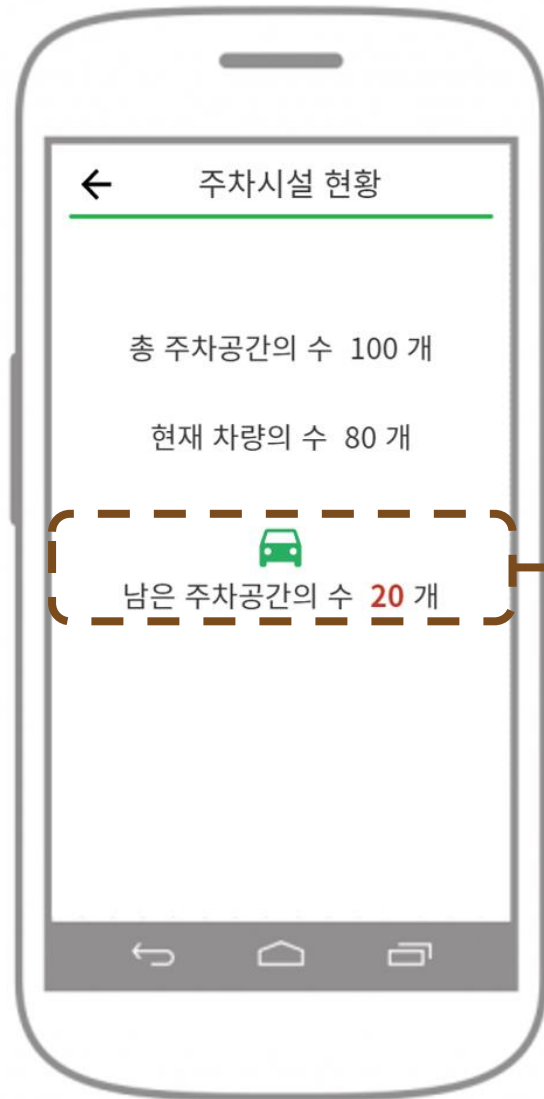 주차시설 현황
총 주차공간의 수 100 개
현재 차량의 수 80 개
남은 주차공간의 수 20 개